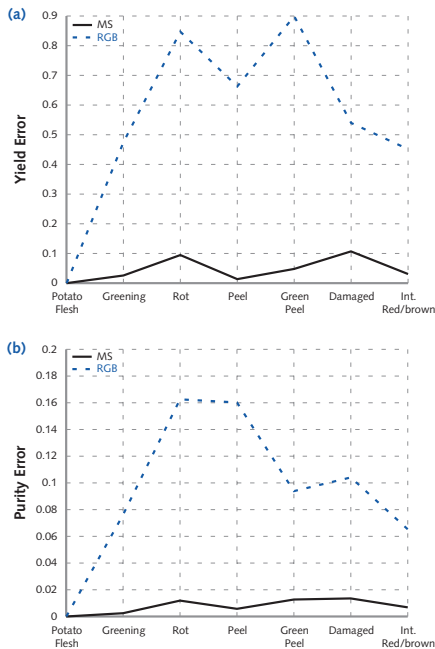 (a)
0.9
MS
RGB
0.8
0.7
0.6
0.5
0.4
0.3
0.2
0.1
0
Yield Error
Potato Flesh
Greening
Rot
Peel
Green Peel
Damaged
Int. Red/brown
(b)
0.2
MS
RGB
0.18
0.16
0.14
0.12
0.1
0.08
0.06
0.04
0.02
0
Purity Error
Potato Flesh
Greening
Rot
Peel
Green Peel
Damaged
Int. Red/brown